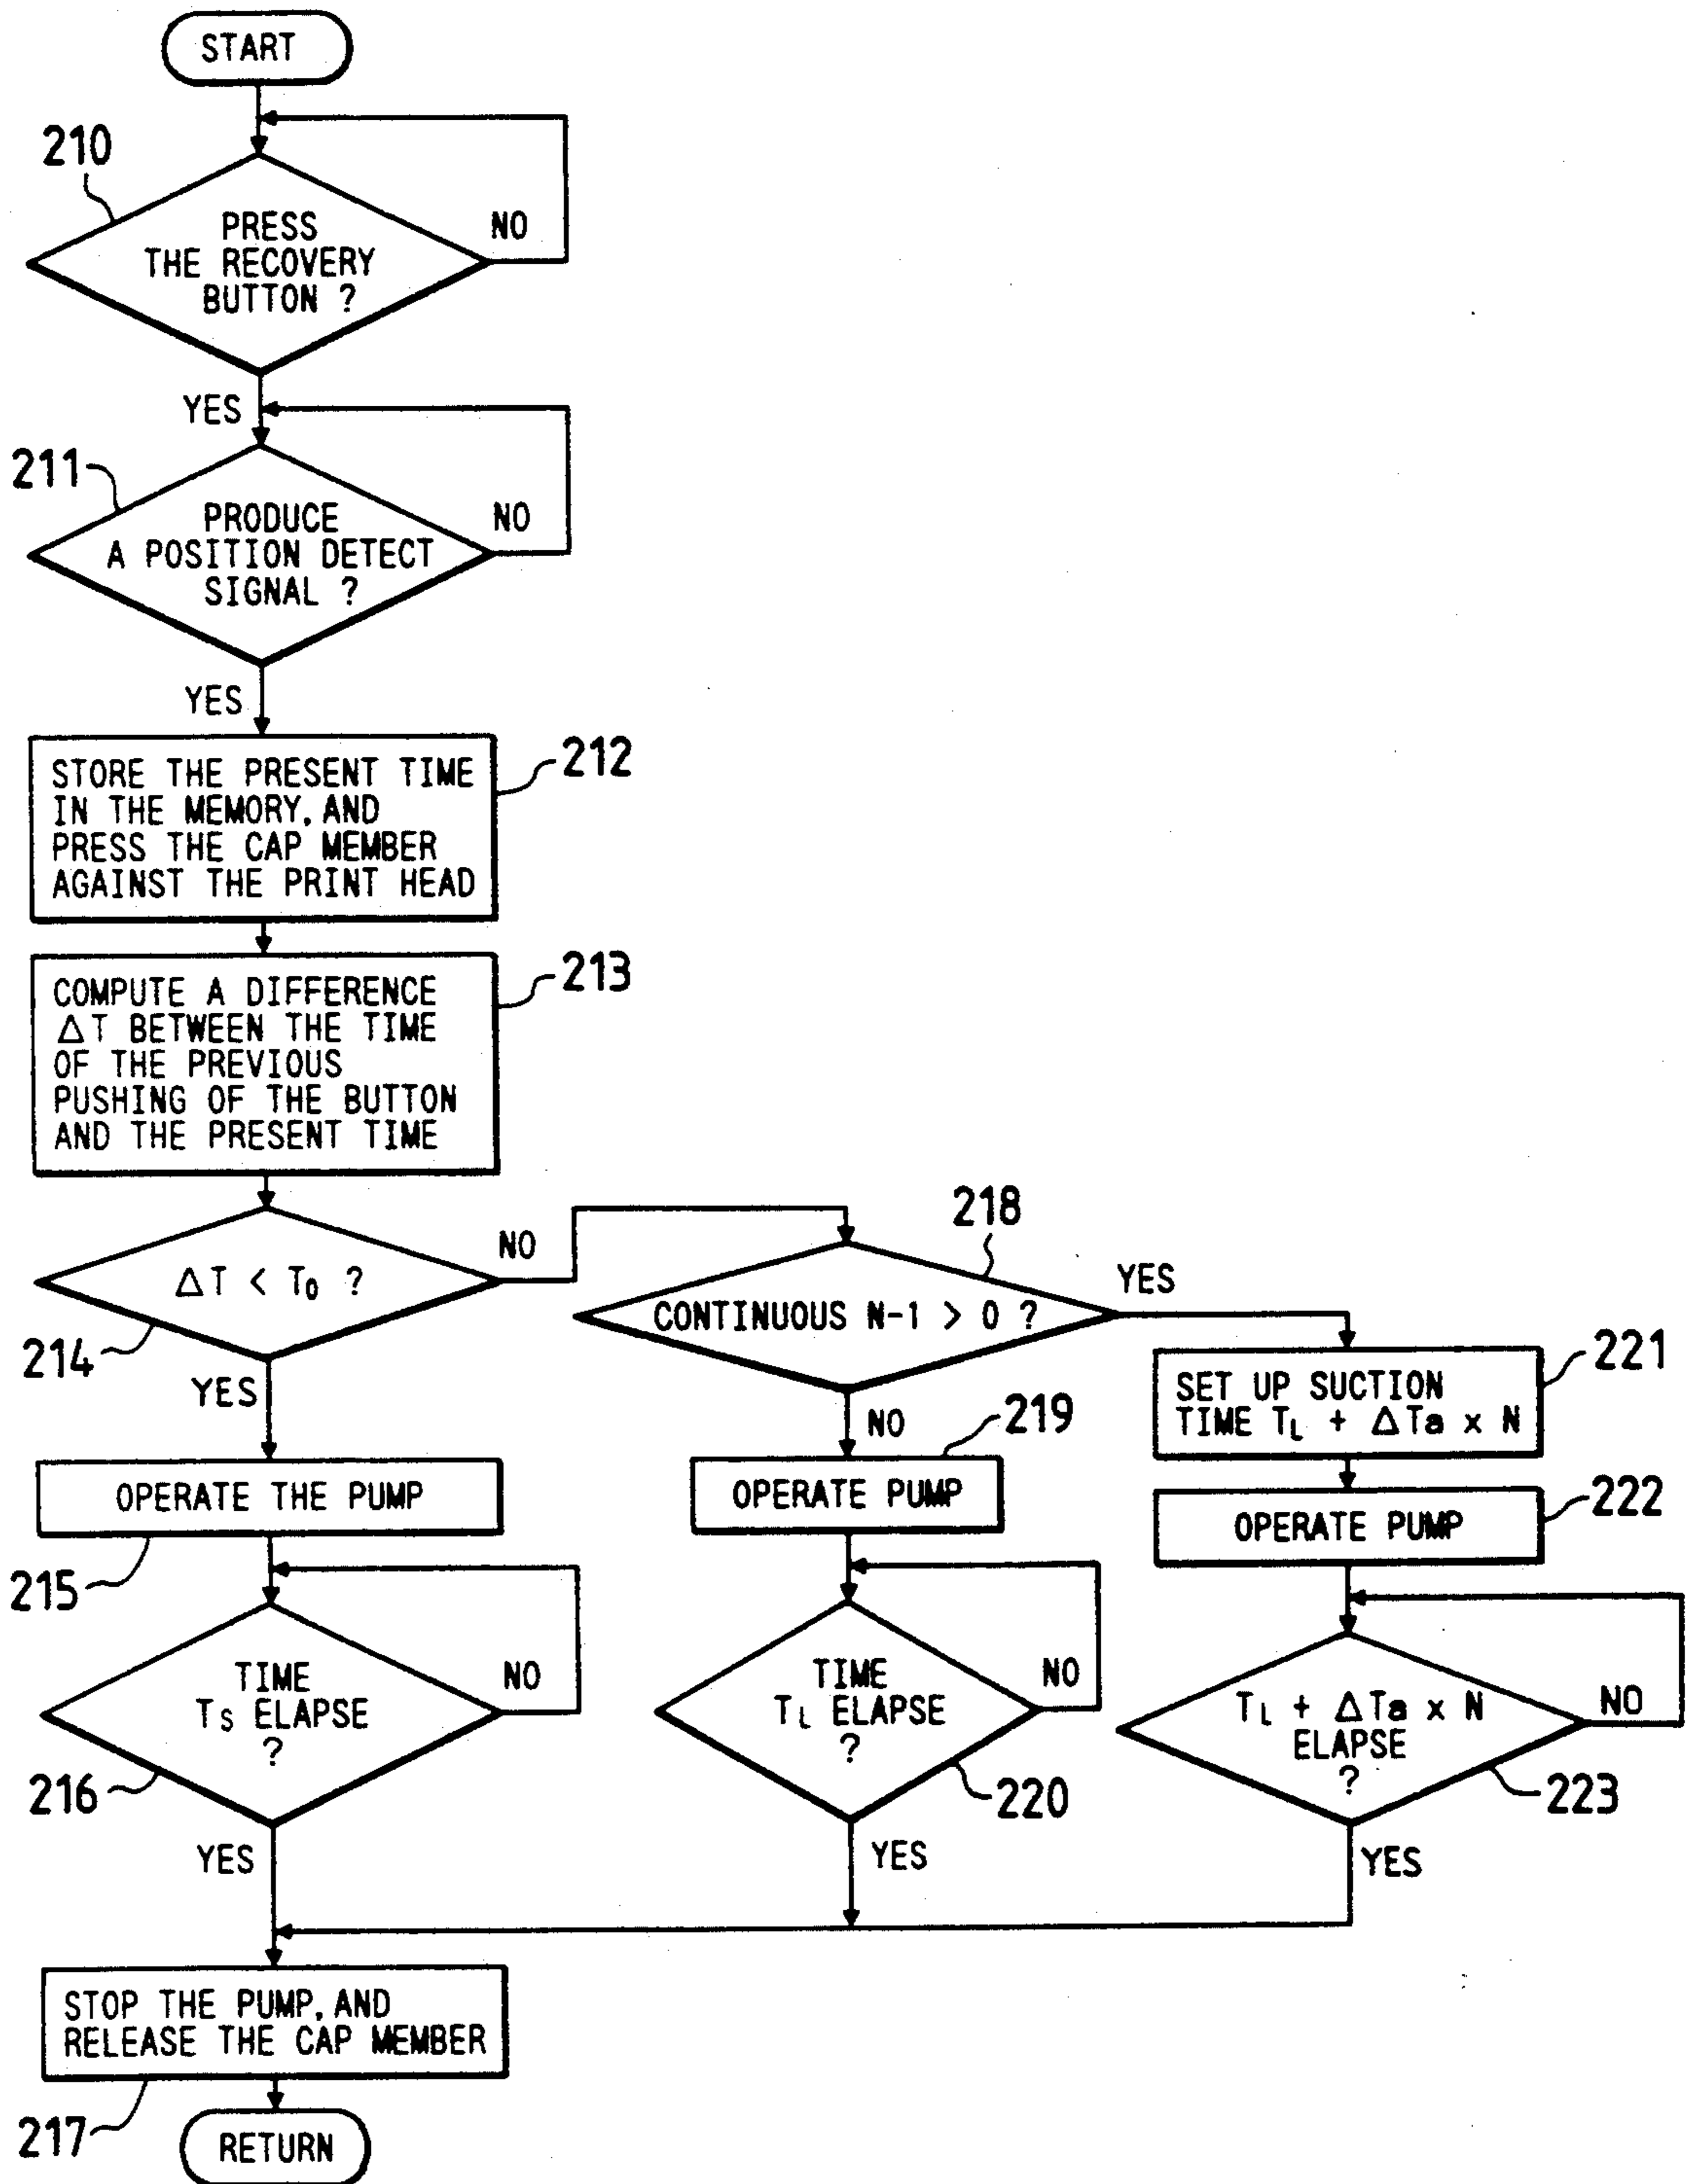 START
210
PRESS
THE RECOVERY
BUTTON ?
NO
YES
211
PRODUCE
A POSITION DETECT
SIGNAL ?
NO
YES
212
STORE THE PRESENT TIME
IN THE MEMORY, AND
PRESS THE CAP MEMBER
AGAINST THE PRINT HEAD
213
COMPUTE A DIFFERENCE
ΔT BETWEEN THE TIME
OF THE PREVIOUS
PUSHING OF THE BUTTON
AND THE PRESENT TIME
214
ΔT < T0 ?
NO
YES
215
OPERATE THE PUMP
216
TIME
TS ELAPSE
?
NO
YES
218
CONTINUOUS N-1 > 0 ?
YES
NO
219
OPERATE PUMP
220
TIME
TL ELAPSE
?
NO
YES
221
SET UP SUCTION
TIME TL + ΔTa x N
222
OPERATE PUMP
223
TL + ΔTa x N
ELAPSE
?
NO
YES
217
STOP THE PUMP, AND
RELEASE THE CAP MEMBER
RETURN